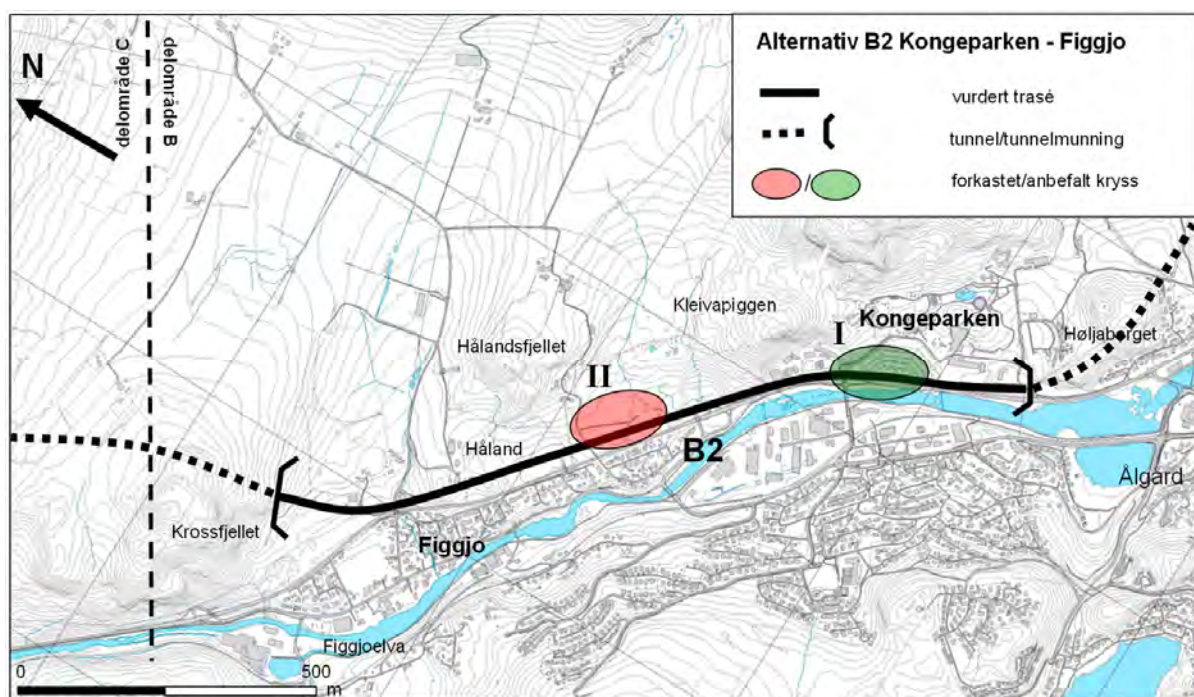 Alternativ B2 Kongeparken - Figgjo
vurdert trasé
tunnel/tunnelmunning
/
forkastet/anbefalt kryss
N
delområde C
delområde B
Kleivapiggen
Kongeparken
Høljaberget
Hålandsfjellet
I
II
Håland
B2
Ålgård
Krossfjellet
Figgjo
Figgjoelva
0
500
m